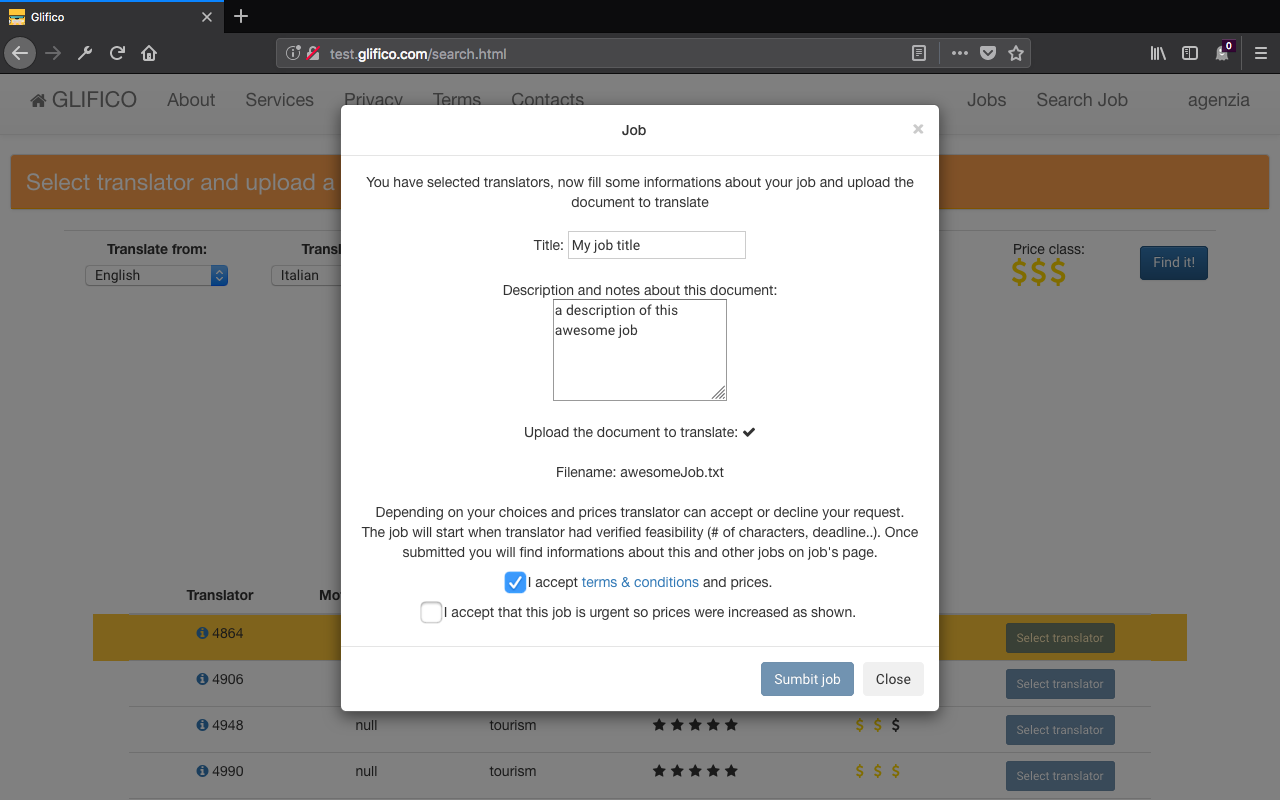 Glifico
0
test.glifico.com/search.html
GLIFICO About Services Privacy Terms Contacts Jobs Search Job agenzia
Select translator and upload a
Translate from:
English
Transl
Italian
Price class:
$$$
Find it!
Job ×
You have selected translators, now fill some informations about your job and upload the
document to translate
Title: My job title
Description and notes about this document:
a description of this
awesome job
Upload the document to translate:
Filename: awesomeJob.txt
Depending on your choices and prices translator can accept or decline your request.
The job will start when translator had verified feasibility (# of characters, deadline..). Once
submitted you will find informations about this and other jobs on job's page.
I accept terms & conditions and prices.
I accept that this job is urgent so prices were increased as shown.
Sumbit job Close
Translator Mo
4864 Select translator
4906 Select translator
4948 null tourism $ $ $ Select translator
4990 null tourism $ $ $ Select translator